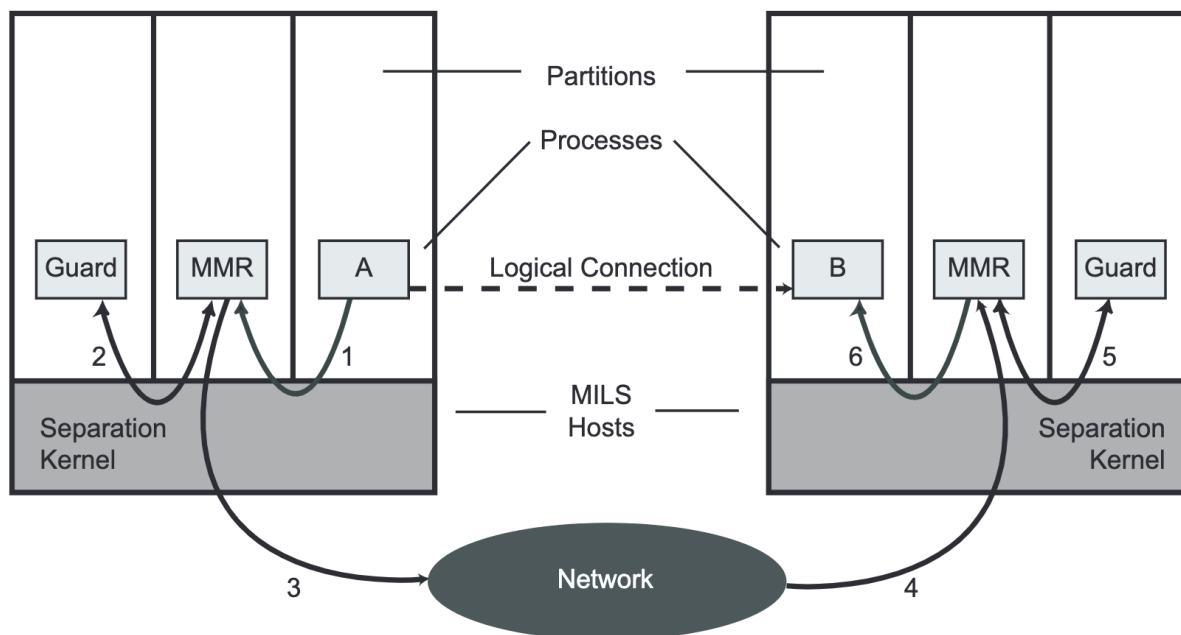 Partitions
Processes
Guard
MMR
A
Logical Connection
B
MMR
Guard
2
1
6
5
MILS
Hosts
Separation
Kernel
Separation
Kernel
Network
3
4